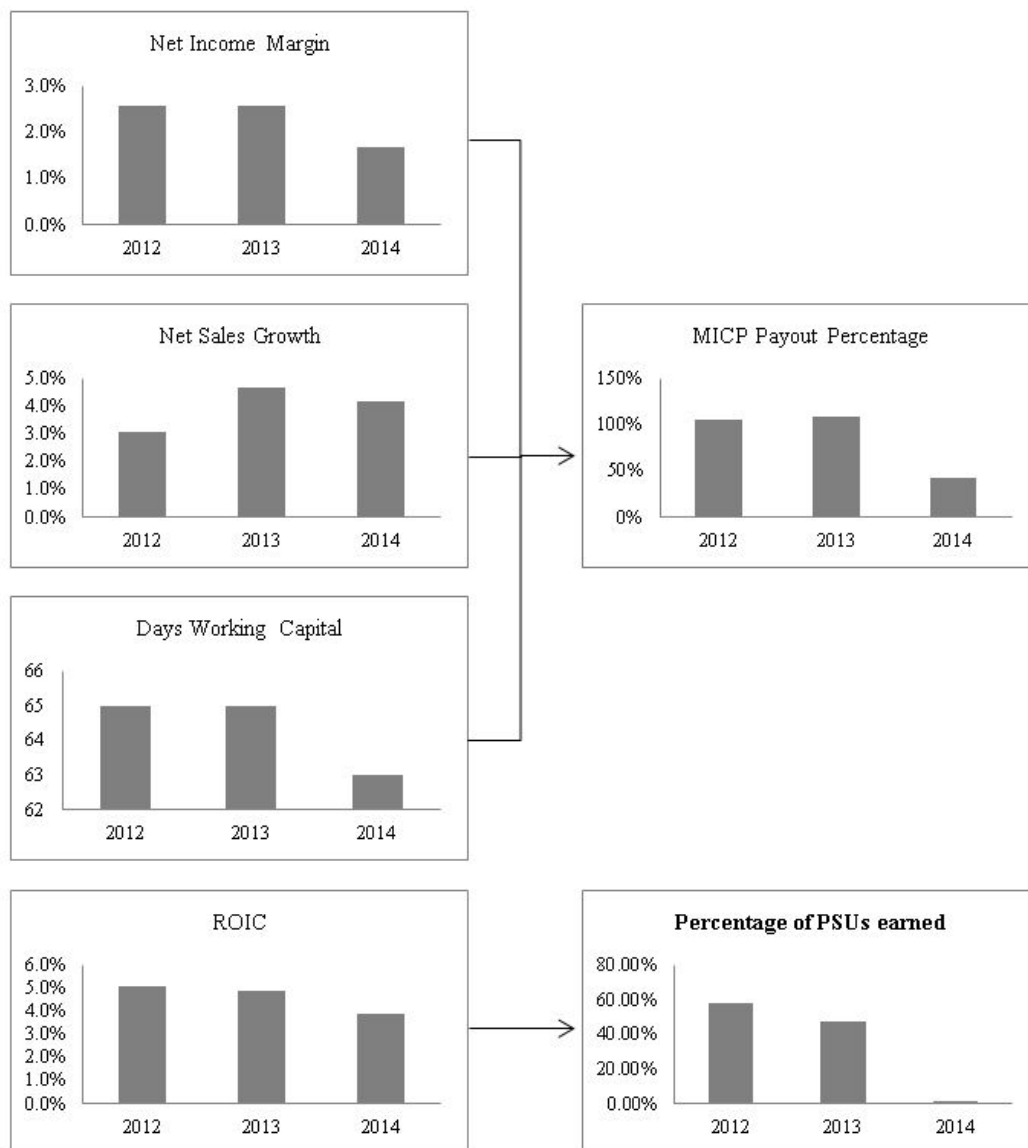 Net Income Margin
3.0%
2.0%
1.0%
0.0%
2012 2013 2014
Net Sales Growth
5.0%
4.0%
3.0%
2.0%
1.0%
0.0%
2012 2013 2014
MICP Payout Percentage
150%
100%
50%
0%
2012 2013 2014
Days Working Capital
66
65
64
63
62
2012 2013 2014
ROIC
6.0%
5.0%
4.0%
3.0%
2.0%
1.0%
0.0%
2012 2013 2014
Percentage of PSUs earned
80.00%
60.00%
40.00%
20.00%
0.00%
2012 2013 2014